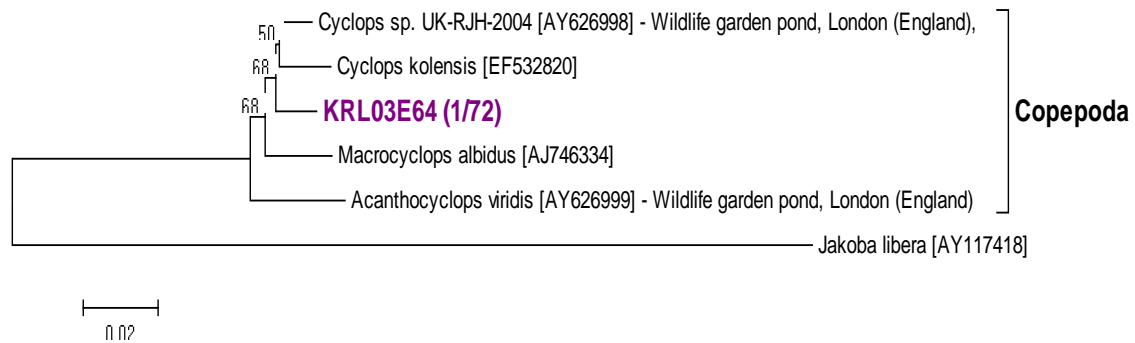 Cyclops sp. UK-RJH-2004 [AY626998] - Wildlife garden pond, London (England),
50
Cyclops kolensis [EF532820]
68
KRL03E64 (1/72)
Copepoda
68
Macrocyclops albidus [AJ746334]
Acanthocyclops viridis [AY626999] - Wildlife garden pond, London (England)
Jakoba libera [AY117418]
0.02